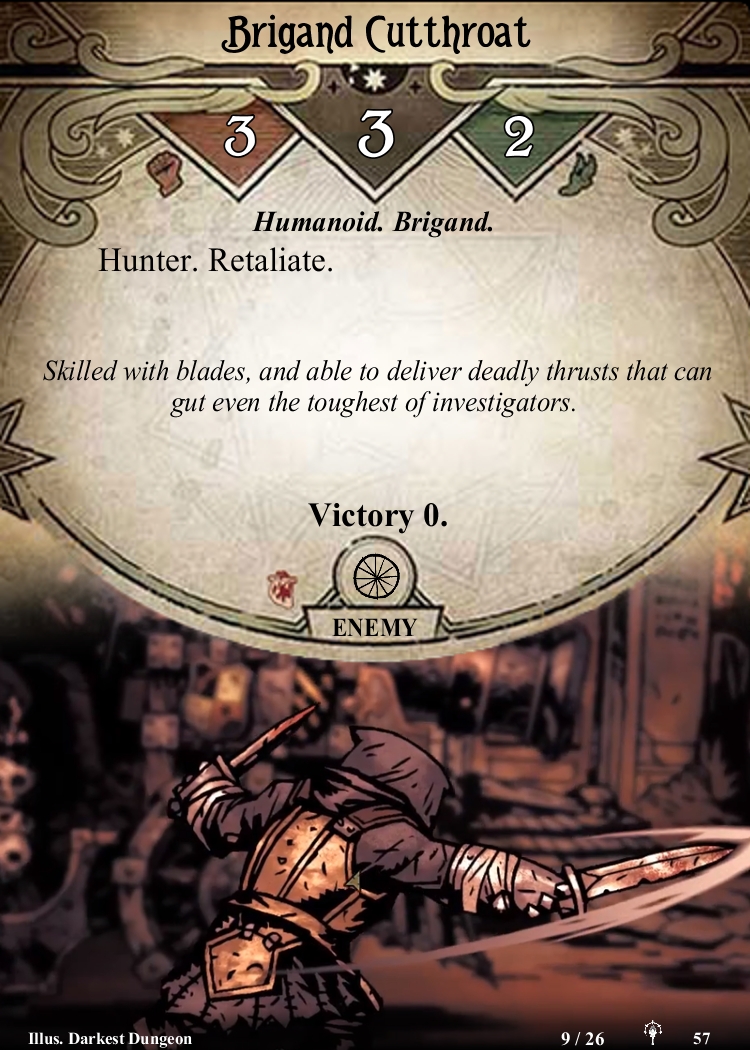 Brigand Cutthroat
3 3 2
Humanoid. Brigand.
Hunter. Retaliate.
Skilled with blades, and able to deliver deadly thrusts that can
gut even the toughest of investigators.
Victory 0.
ENEMY
Illus. Darkest Dungeon 9 / 26 57